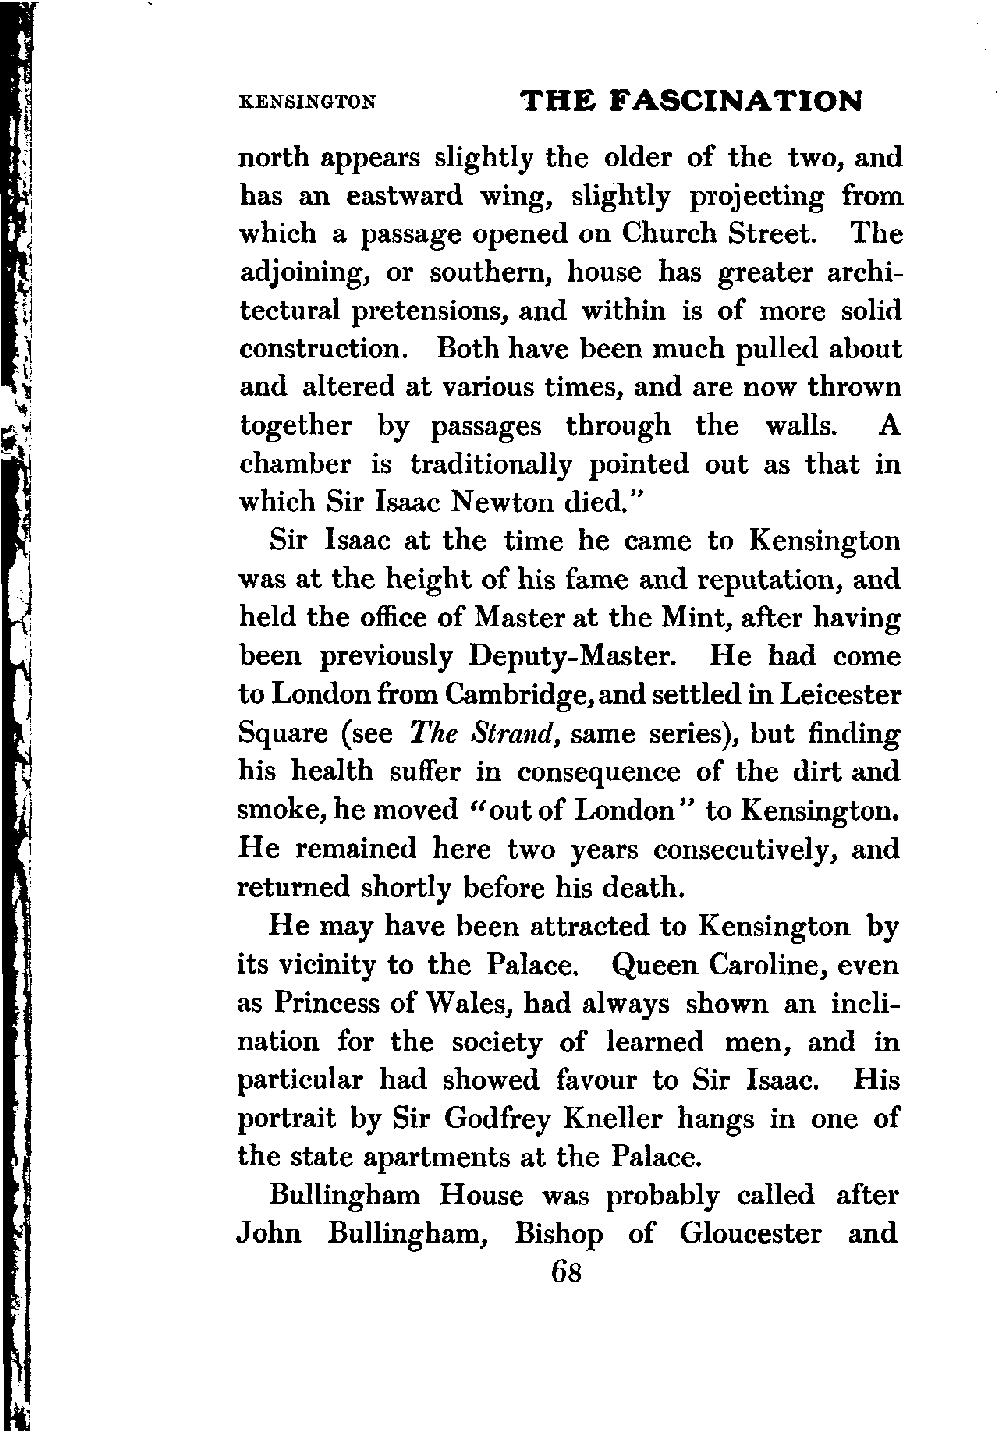 KENSINGTON THE FASCINATION
north appears slightly the older of the two, and
has an eastward wing, slightly projecting from
which a passage opened on Church Street. The
adjoining, or southern, house has greater archi-
tectural pretensions, and within is of more solid
construction. Both have been much pulled about
and altered at various times, and are now thrown
together by passages through the walls. A
chamber is traditionally pointed out as that in
which Sir Isaac Newton died."
Sir Isaac at the time he came to Kensington
was at the height of his fame and reputation, and
held the office of Master at the Mint, after having
been previously Deputy-Master. He had come
to London from Cambridge, and settled in Leicester
Square (see The Strand, same series), but finding
his health suffer in consequence of the dirt and
smoke, he moved "out of London" to Kensington.
He remained here two years consecutively, and
returned shortly before his death.
He may have been attracted to Kensington by
its vicinity to the Palace. Queen Caroline, even
as Princess of Wales, had always shown an incli-
nation for the society of learned men, and in
particular had showed favour to Sir Isaac. His
portrait by Sir Godfrey Kneller hangs in one of
the state apartments at the Palace.
Bullingham House was probably called after
John Bullingham, Bishop of Gloucester and
68